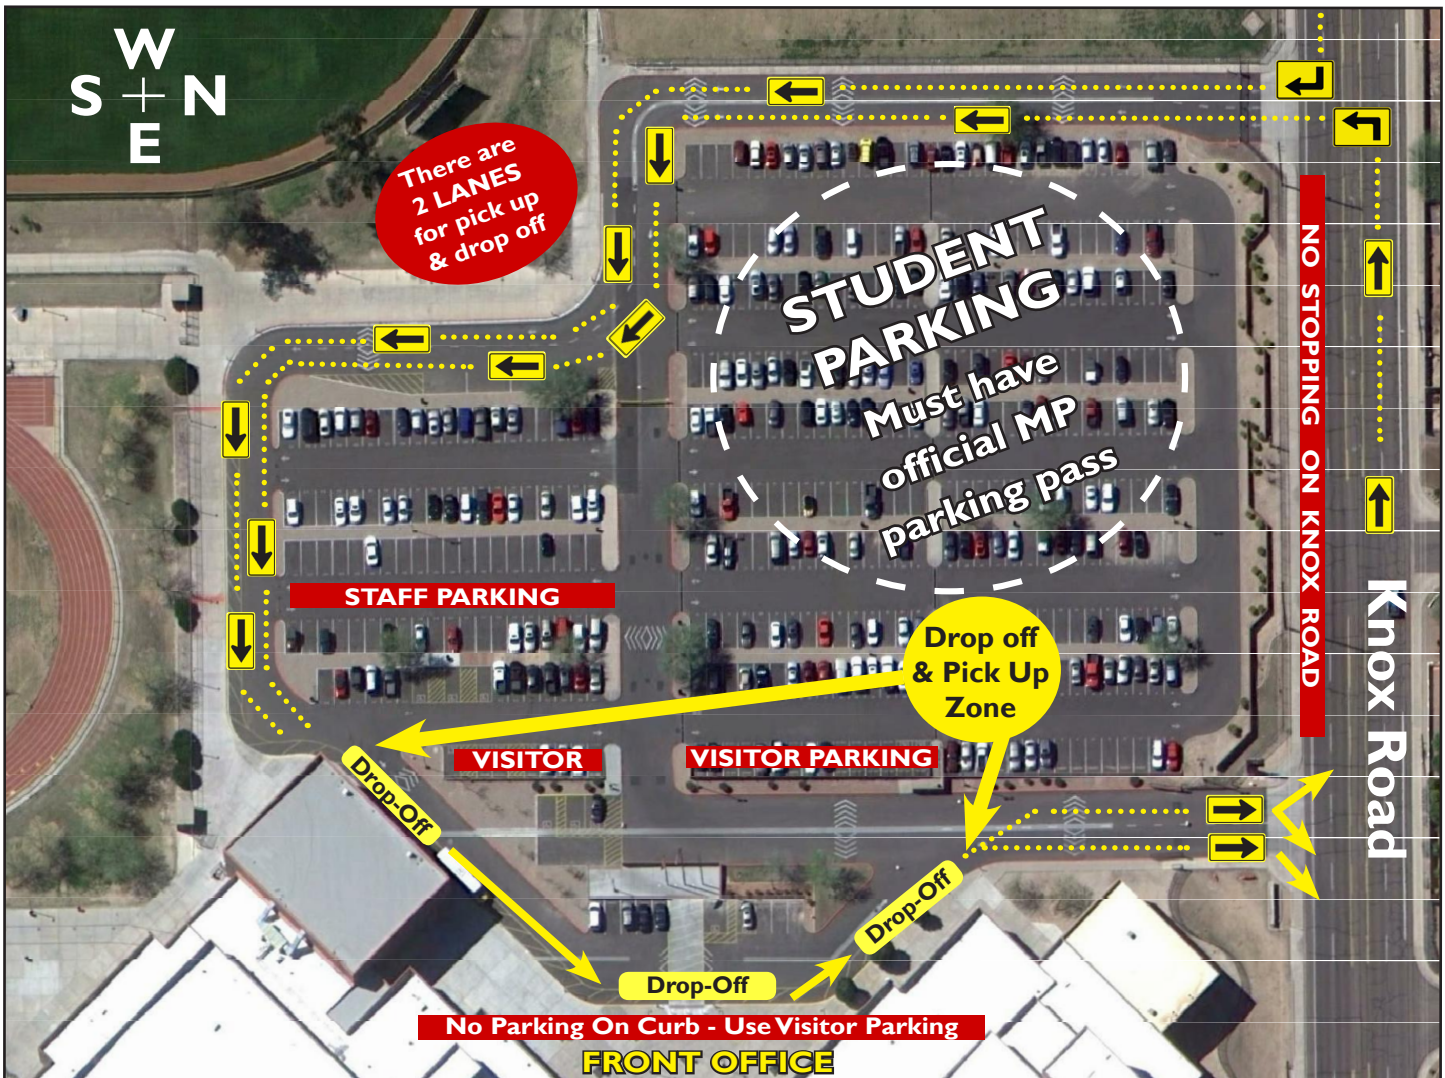 W
S N
E
There are
2 LANES
for pick up
& drop off
STUDENT
PARKING
Must have
official MP
parking pass
NO STOPPING ON KNOX ROAD
Knox Road
STAFF PARKING
Drop off
& Pick Up
Zone
VISITOR
VISITOR PARKING
Drop-Off
Drop-Off
Drop-Off
No Parking On Curb - Use Visitor Parking
FRONT OFFICE